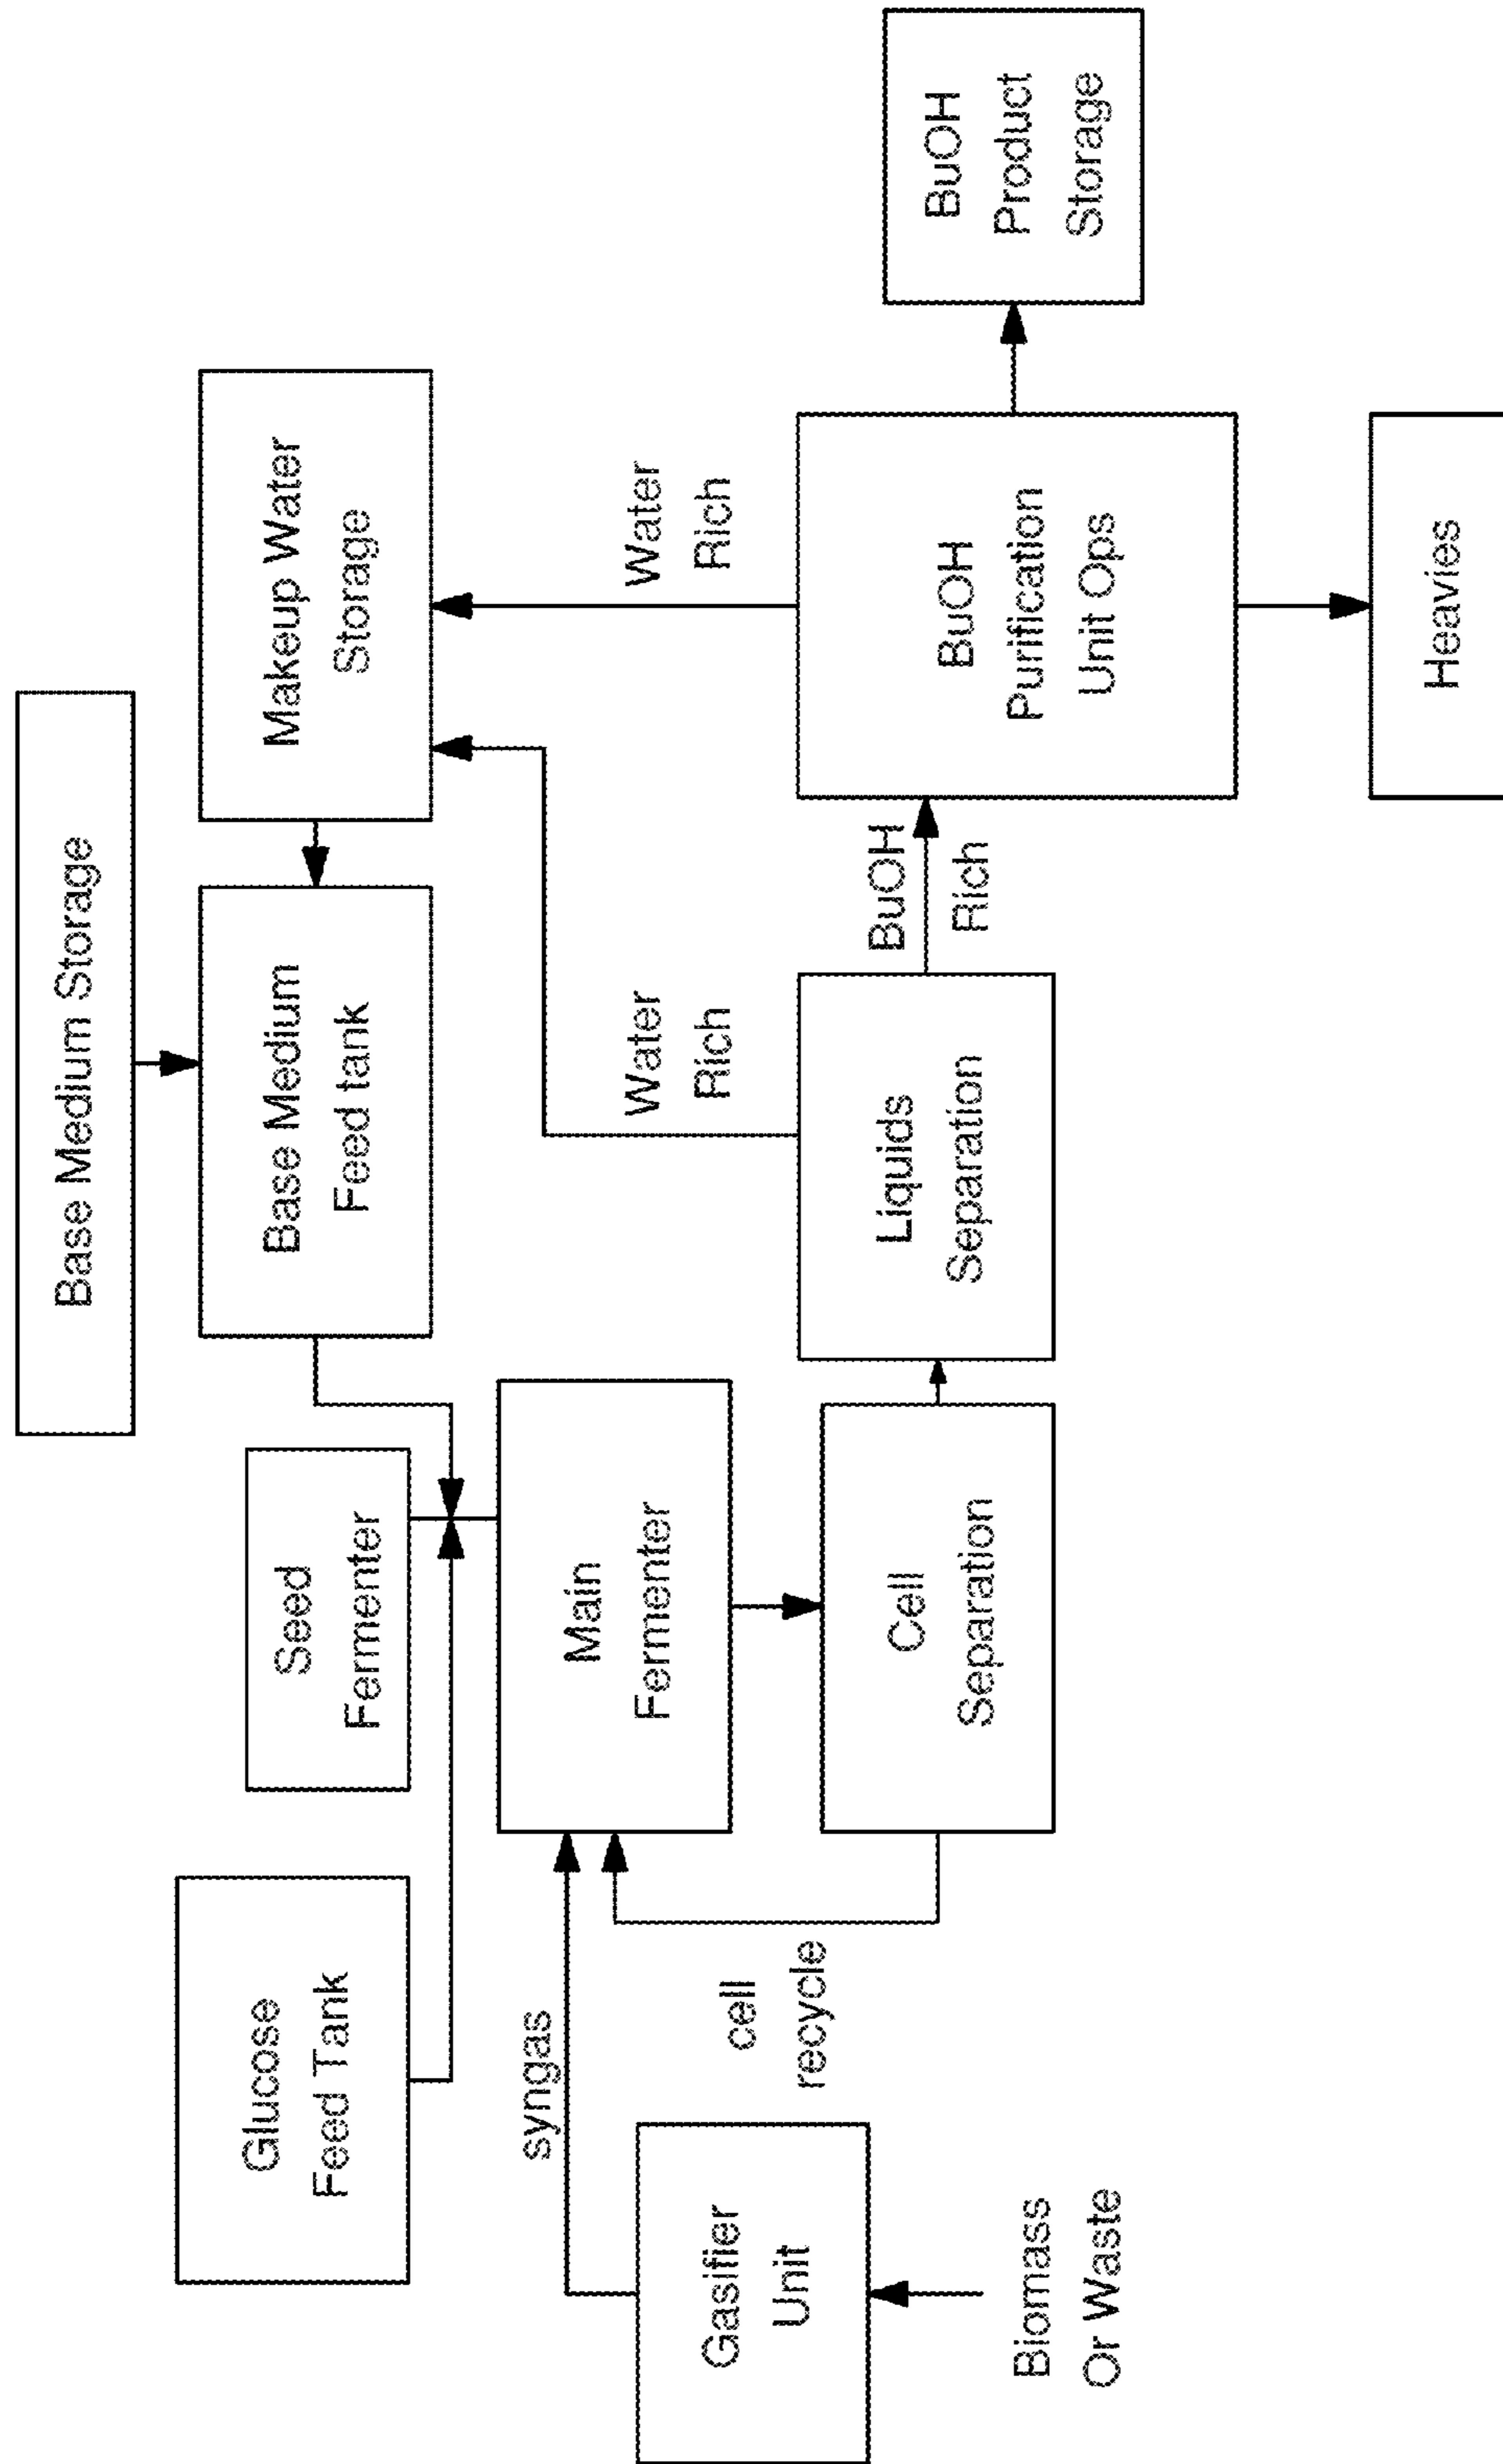 Base Medium Storage
Glucose
Feed Tank
Seed
Fermenter
Base Medium
Feed tank
Makeup Water
Storage
syngas
Main
Fermenter
Water
Rich
Water
Rich
Gasifier
Unit
cell
recycle
Cell
Separation
Liquids
Separation
BuOH
Rich
BuOH
Purification
Unit Ops
BuOH
Product
Storage
Biomass
Or Waste
Heavies